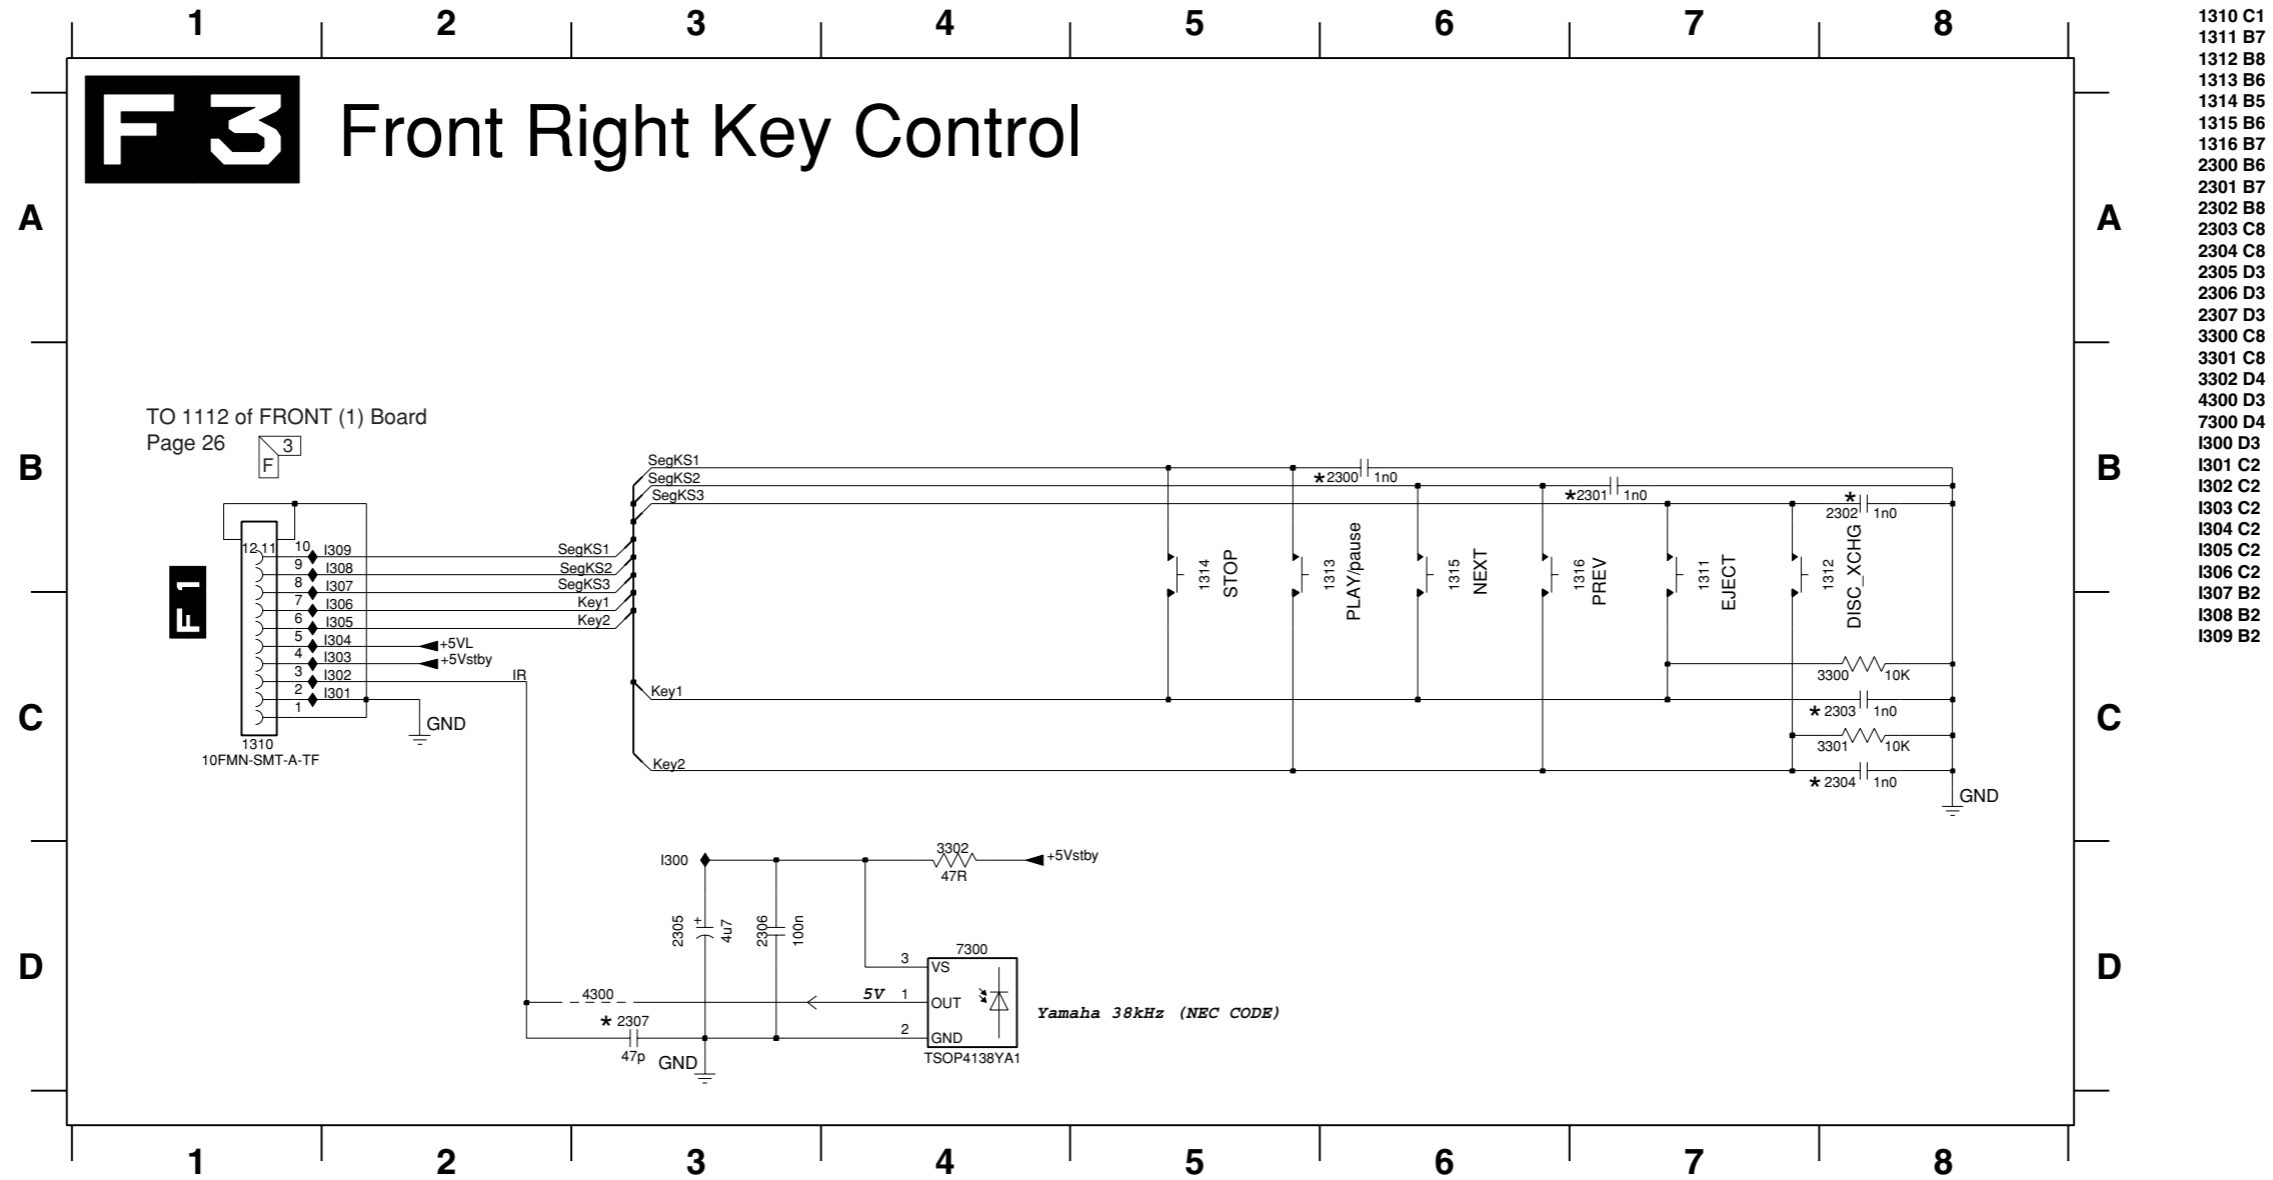 1 2 3 4 5 6 7 8
F 3 Front Right Key Control
A A
TO 1112 of FRONT (1) Board
Page 26
3
F
B B
SegKS1
SegKS2
SegKS3
*2300 1n0
*2301 1n0
*
2302 1n0
12 11
10 I309 SegKS1
9 I308 SegKS2
8 I307 SegKS3
7 I306 Key1
6 I305 Key2
5 I304 +5VL
4 I303 +5Vstby
3 I302 IR
2 I301
1
GND
F 1
1310
10FMN-SMT-A-TF
1314 STOP
1313 PLAY/pause
1315 NEXT
1316 PREV
1311 EJECT
1312 DISC_XCHG
3300 10K
Key1
* 2303 1n0
3301 10K
Key2
* 2304 1n0
GND
C C
I300
3302
47R
+5Vstby
2305 + 4u7
2306 100n
7300
3 VS
4300
5V 1 OUT
* 2307
47p
2 GND
GND
TSOP4138YA1
Yamaha 38kHz (NEC CODE)
D D
1 2 3 4 5 6 7 8
1310 C1
1311 B7
1312 B8
1313 B6
1314 B5
1315 B6
1316 B7
2300 B6
2301 B7
2302 B8
2303 C8
2304 C8
2305 D3
2306 D3
2307 D3
3300 C8
3301 C8
3302 D4
4300 D3
7300 D4
I300 D3
I301 C2
I302 C2
I303 C2
I304 C2
I305 C2
I306 C2
I307 B2
I308 B2
I309 B2